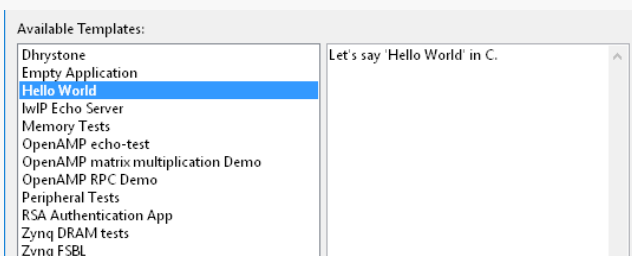 Available Templates:
Dhrystone
Empty Application
Hello World
lwIP Echo Server
Memory Tests
OpenAMP echo-test
OpenAMP matrix multiplication Demo
OpenAMP RPC Demo
Peripheral Tests
RSA Authentication App
Zynq DRAM tests
Zynq FSBL
Let's say 'Hello World' in C.